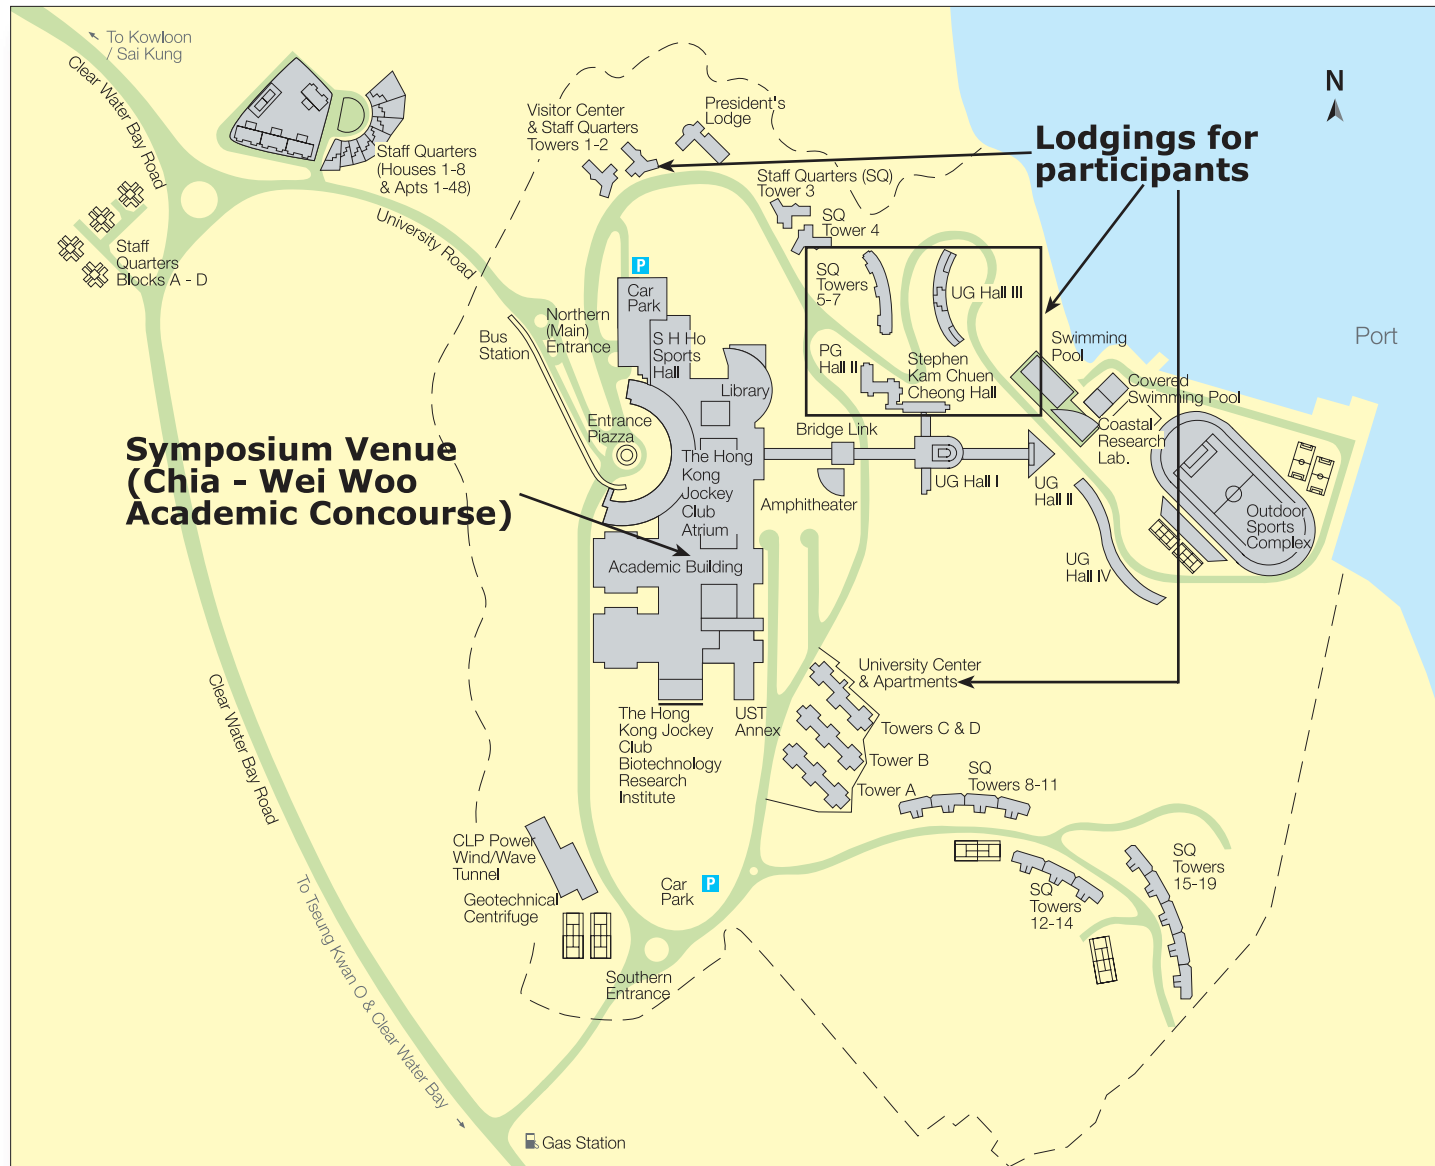 To Kowloon
/ Sai Kung
Clear Water Bay Road
Staff Quarters
(Houses 1-8
& Apts 1-48)
Staff
Quarters
Blocks A - D
University Road
Visitor Center
& Staff Quarters
Towers 1-2
President's
Lodge
N
Lodgings for
participants
Staff Quarters (SQ)
Tower 3
SQ
Tower 4
SQ
Towers
5-7
UG Hall III
P
Car
Park
Northern
(Main)
Entrance
Bus
Station
S H Ho
Sports
Hall
Library
PG
Hall II
Stephen
Kam Chuen
Cheong Hall
Swimming
Pool
Port
Covered
Swimming Pool
Coastal
Research
Lab.
Entrance
Piazza
Bridge Link
The Hong
Kong
Jockey
Club
Atrium
Symposium Venue
(Chia - Wei Woo
Academic Concourse)
Amphitheater
UG Hall I
UG
Hall II
Outdoor
Sports
Complex
UG
Hall IV
Academic Building
University Center
& Apartments
Clear Water Bay Road
The Hong
Kong Jockey
Club
Biotechnology
Research
Institute
UST
Annex
Towers C & D
Tower B
Tower A
SQ
Towers 8-11
CLP Power
Wind/Wave
Tunnel
Geotechnical
Centrifuge
Car
Park
P
SQ
Towers
12-14
SQ
Towers
15-19
Southern
Entrance
To Tseung Kwan O & Clear Water Bay
Gas Station